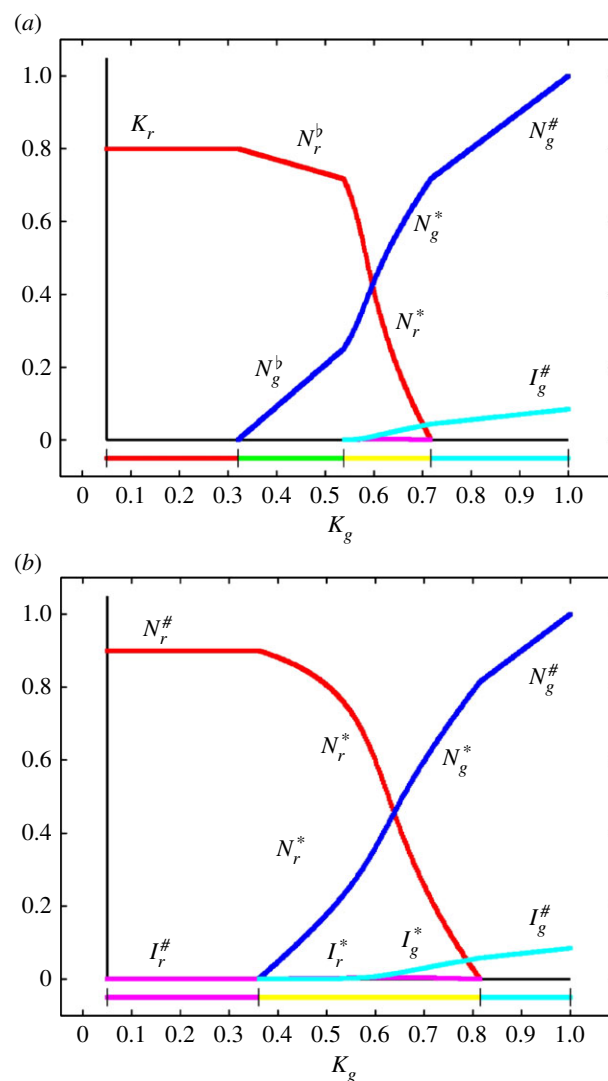 (a)
1.0
K_r
N_r^♭
N_g^#
0.8
N_g^*
0.6
0.4
N_r^*
N_g^♭
I_g^#
0.2
0
0 0.1 0.2 0.3 0.4 0.5 0.6 0.7 0.8 0.9 1.0
K_g
(b)
1.0
N_r^#
N_g^#
0.8
N_r^*
N_g^*
0.6
0.4
N_r^*
0.2
I_g^#
I_r^# I_r^* I_g^*
0
0 0.1 0.2 0.3 0.4 0.5 0.6 0.7 0.8 0.9 1.0
K_g